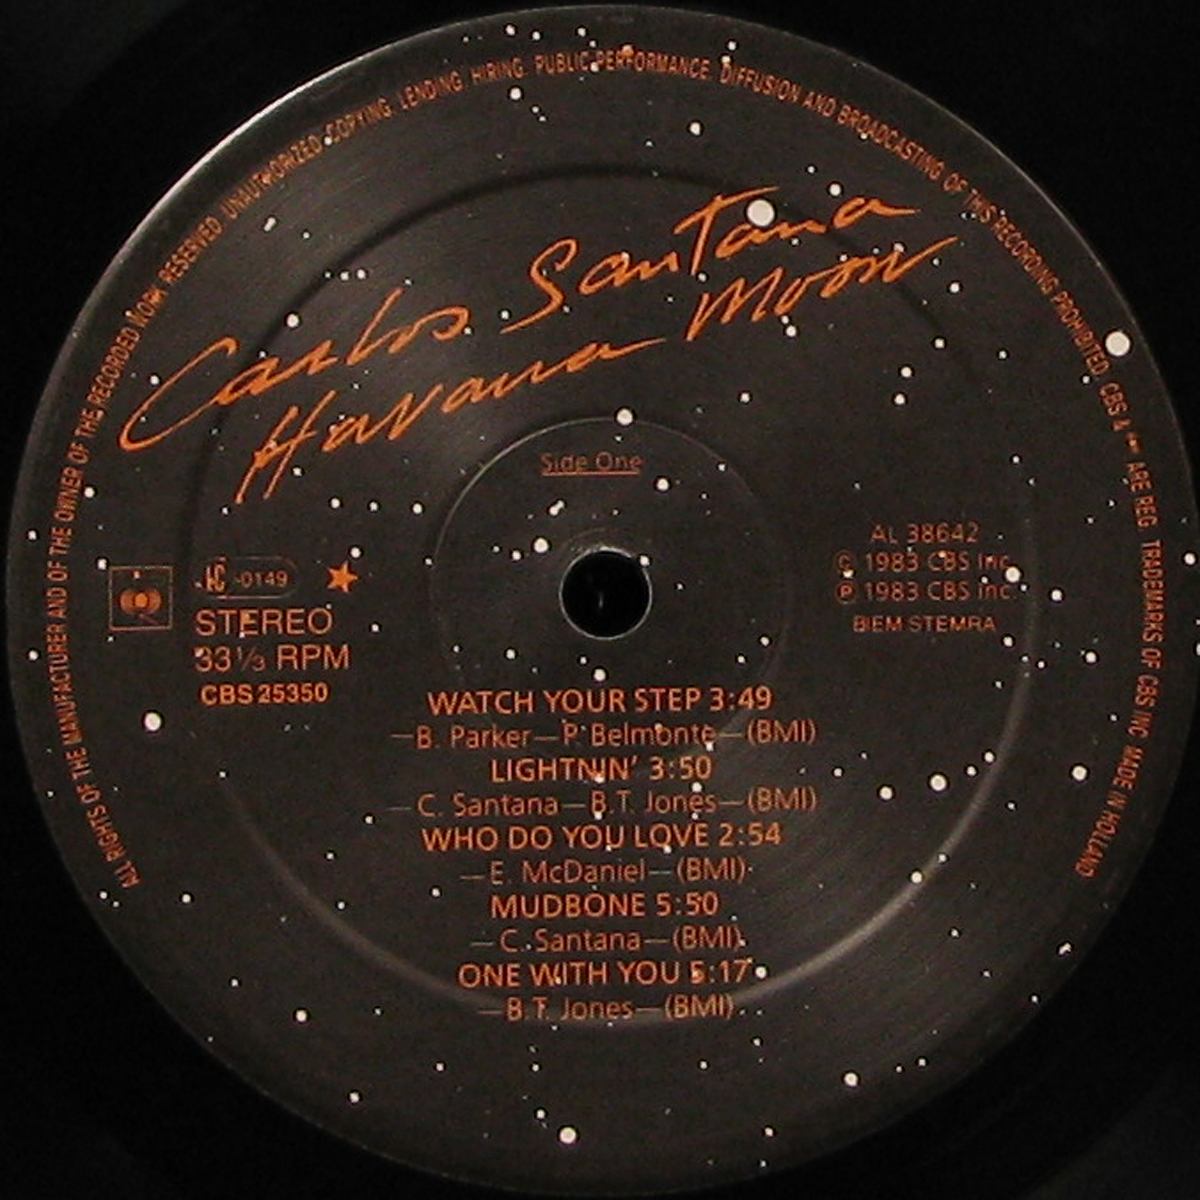 ALL RIGHTS OF THE MANUFACTURER AND OF THE OWNER OF THE RECORDED WORK RESERVED UNAUTHORIZED COPYING LENDING HIRING PUBLIC PERFORMANCE DIFFUSION AND BROADCASTING OF THIS RECORDING PROHIBITED. CBS & ARE REG TRADEMARKS OF CBS INC MADE IN HOLLAND
Carlos Santana
Havana Moon
Side One
LC -0149
STEREO
33 1/3 RPM
CBS 25350
AL 38642
© 1983 CBS inc
℗ 1983 CBS inc
BIEM STEMRA
WATCH YOUR STEP 3:49
—B. Parker—P. Belmonte—(BMI)
LIGHTNIN' 3:50
—C. Santana—B.T. Jones—(BMI)
WHO DO YOU LOVE 2:54
—E. McDaniel—(BMI)
MUDBONE 5:50
—C. Santana—(BMI)
ONE WITH YOU 5:17
—B.T. Jones—(BMI)